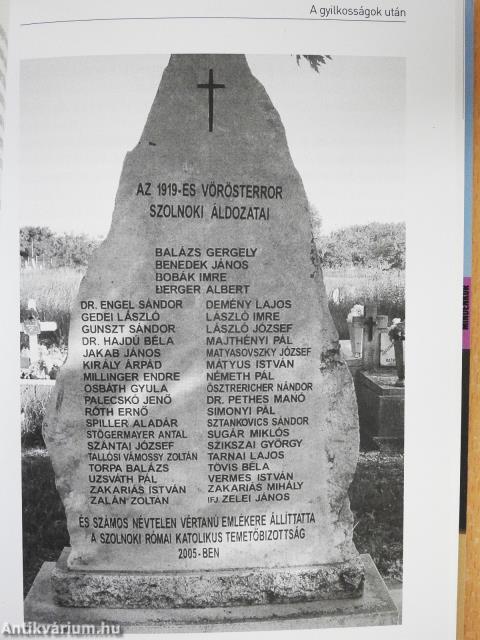 A gyilkosságok után
AZ 1919-ES VÖRÖSTERROR
SZOLNOKI ÁLDOZATAI
BALÁZS GERGELY
BENEDEK JÁNOS
BOBÁK IMRE
BERGER ALBERT
DR. ENGEL SÁNDOR
GEDEI LÁSZLÓ
GUNSZT SÁNDOR
DR. HAJDÚ BÉLA
JAKAB JÁNOS
KIRÁLY ÁRPÁD
MILLINGER ENDRE
OSBÁTH GYULA
PALECSKÓ JENŐ
RÓTH ERNŐ
SPILLER ALADÁR
STÖGERMAYER ANTAL
SZÁNTAI JÓZSEF
TALLÓSI VÁMOSSY ZOLTÁN
TORPA BALÁZS
UZSVÁTH PÁL
ZAKARIÁS ISTVÁN
ZALÁN ZOLTÁN
DEMÉNY LAJOS
LÁSZLÓ IMRE
LÁSZLÓ JÓZSEF
MAJTHÉNYI PÁL
MATYASOVSZKY JÓZSEF
MÁTYUS ISTVÁN
NÉMETH PÁL
ŐSZTREICHER NÁNDOR
DR. PETHES MANÓ
SIMONYI PÁL
SZTANKOVICS SÁNDOR
SUGÁR MIKLÓS
SZIKSZAI GYÖRGY
TARNAI LAJOS
TÖVIS BÉLA
VERMES ISTVÁN
ZAKARIÁS MIHÁLY
IFJ. ZELEI JÁNOS
ÉS SZÁMOS NÉVTELEN VÉRTANÚ EMLÉKÉRE ÁLLÍTTATTA
A SZOLNOKI RÓMAI KATOLIKUS TEMETŐBIZOTTSÁG
2005-BEN
MINDENKOR
Antikvárium.hu